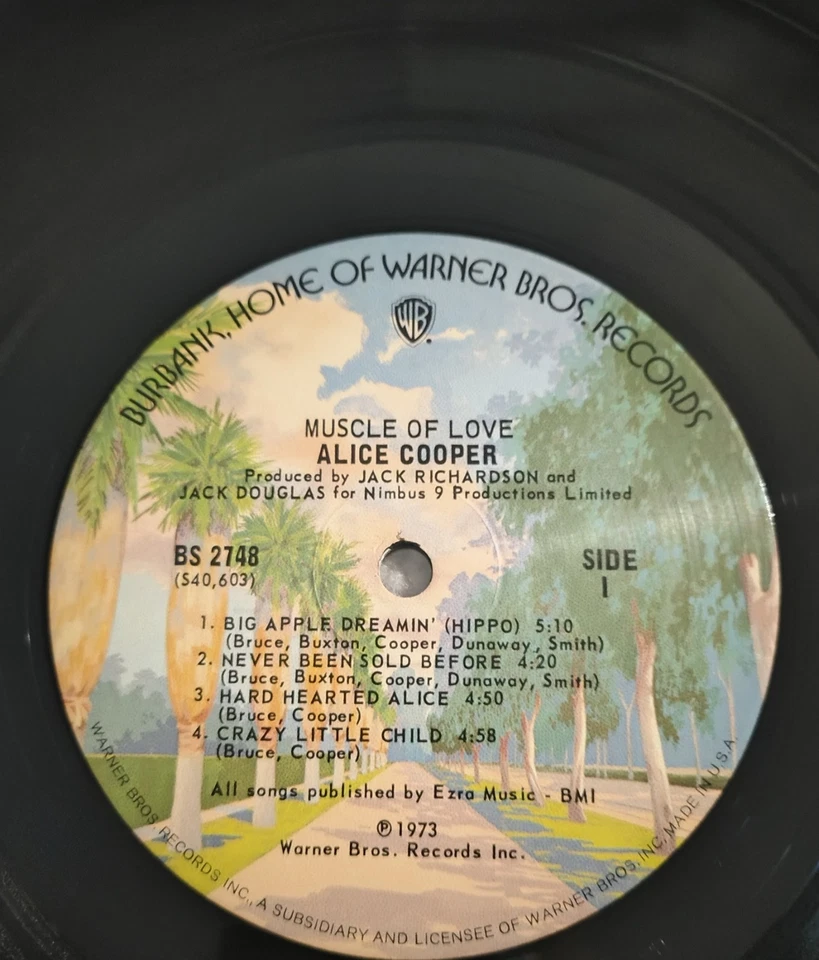 BURBANK, HOME OF WARNER BROS. RECORDS
WB
MUSCLE OF LOVE
ALICE COOPER
Produced by JACK RICHARDSON and
JACK DOUGLAS for Nimbus 9 Productions Limited
BS 2748
(S40,603)
SIDE
1
1. BIG APPLE DREAMIN' (HIPPO) 5:10
(Bruce, Buxton, Cooper, Dunaway, Smith)
2. NEVER BEEN SOLD BEFORE 4:20
(Bruce, Buxton, Cooper, Dunaway, Smith)
3. HARD HEARTED ALICE 4:50
(Bruce, Cooper)
4. CRAZY LITTLE CHILD 4:58
(Bruce, Cooper)
All songs published by Ezra Music - BMI
℗1973
Warner Bros. Records Inc.
WARNER BROS. RECORDS INC., A SUBSIDIARY AND LICENSEE OF WARNER BROS. INC. MADE IN U.S.A.